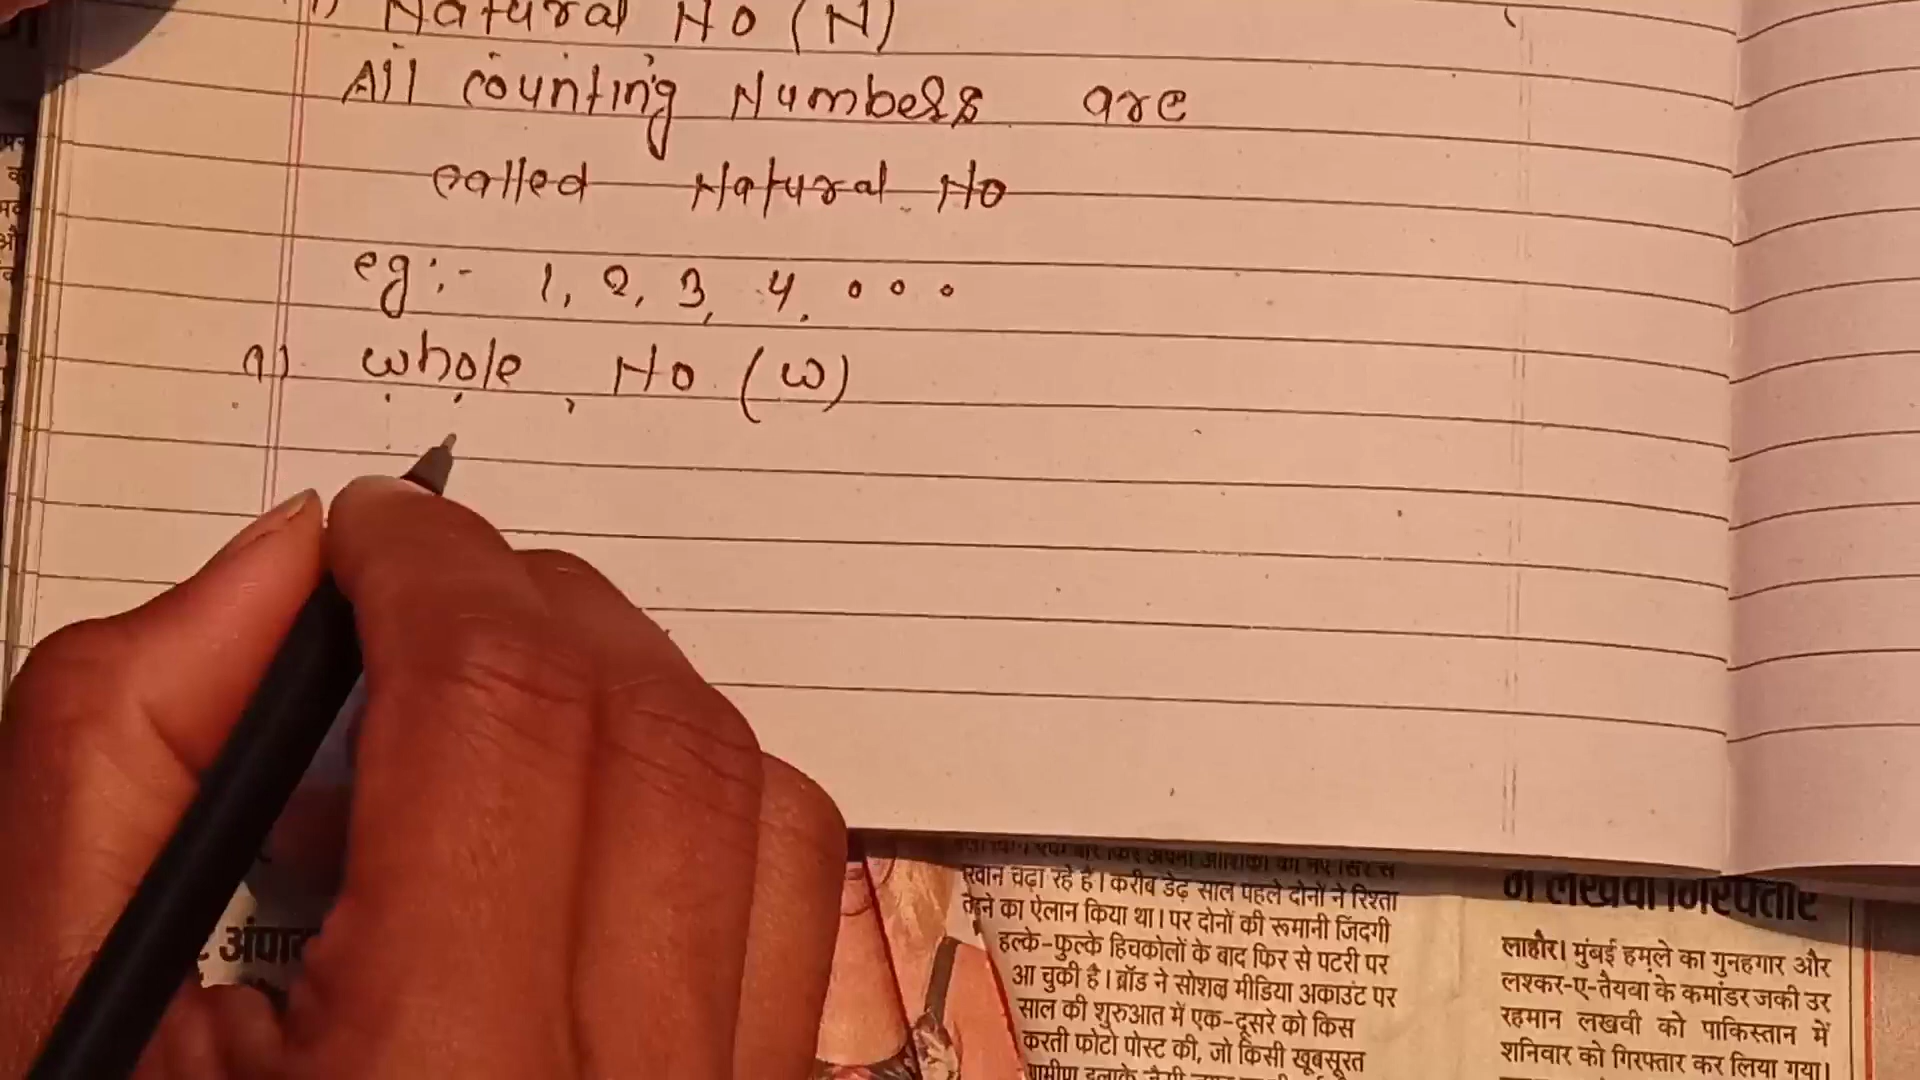 Natural No (N)
All counting Numbers are
called Natural No
eg:- 1, 2, 3, 4, ...
whole No (W)
रवान चढ़ा रहे हैं। करीब डेढ़ साल पहले दोनों ने रिश्ता
का ऐलान किया था। पर दोनों की रूमानी जिंदगी
हल्के-फुल्के हिचकोलों के बाद फिर से पटरी पर
आ चुकी है। ब्रॉड ने सोशल मीडिया अकाउंट पर
साल की शुरुआत में एक-दूसरे को किस
करती फोटो पोस्ट की, जो किसी खूबसूरत
लखवी गिरफ्तार
लाहौर। मुंबई हमले का गुनहगार और
लश्कर-ए-तैयबा के कमांडर जकी उर
रहमान लखवी को पाकिस्तान में
शनिवार को गिरफ्तार कर लिया गया।